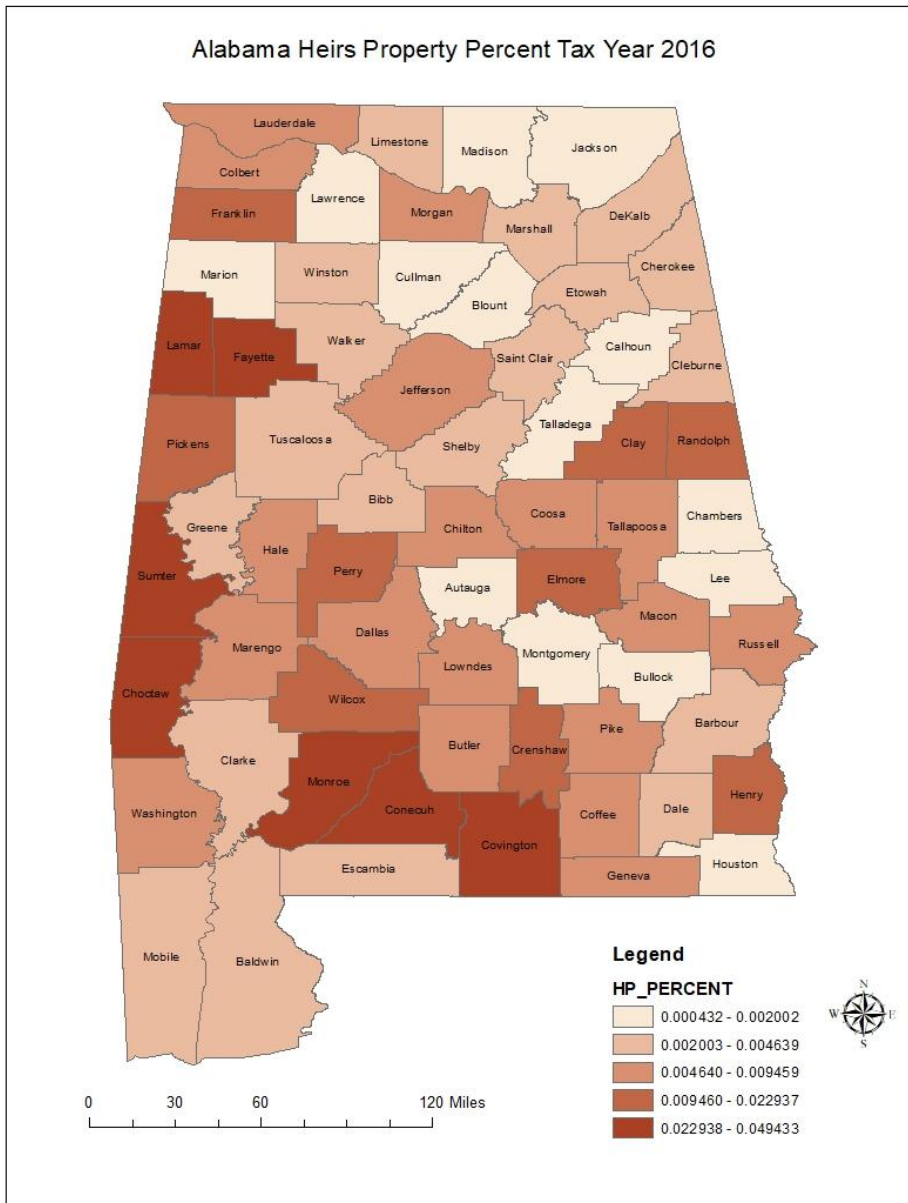 Alabama Heirs Property Percent Tax Year 2016
Lauderdale
Limestone
Madison
Jackson
Colbert
Lawrence
Franklin
Morgan
Marshall
DeKalb
Cherokee
Marion
Winston
Cullman
Blount
Etowah
Lamar
Fayette
Walker
Saint Clair
Calhoun
Cleburne
Jefferson
Talladega
Pickens
Tuscaloosa
Shelby
Clay
Randolph
Bibb
Greene
Hale
Chilton
Coosa
Tallapoosa
Chambers
Sumter
Perry
Autauga
Elmore
Lee
Macon
Marengo
Dallas
Lowndes
Montgomery
Bullock
Russell
Choctaw
Wilcox
Butler
Crenshaw
Pike
Barbour
Clarke
Monroe
Conecuh
Washington
Covington
Coffee
Dale
Henry
Escambia
Geneva
Houston
Mobile
Baldwin
Legend
HP_PERCENT
0.000432 - 0.002002
0.002003 - 0.004639
0.004640 - 0.009459
0.009460 - 0.022937
0.022938 - 0.049433
N
W E
S
0 30 60 120 Miles